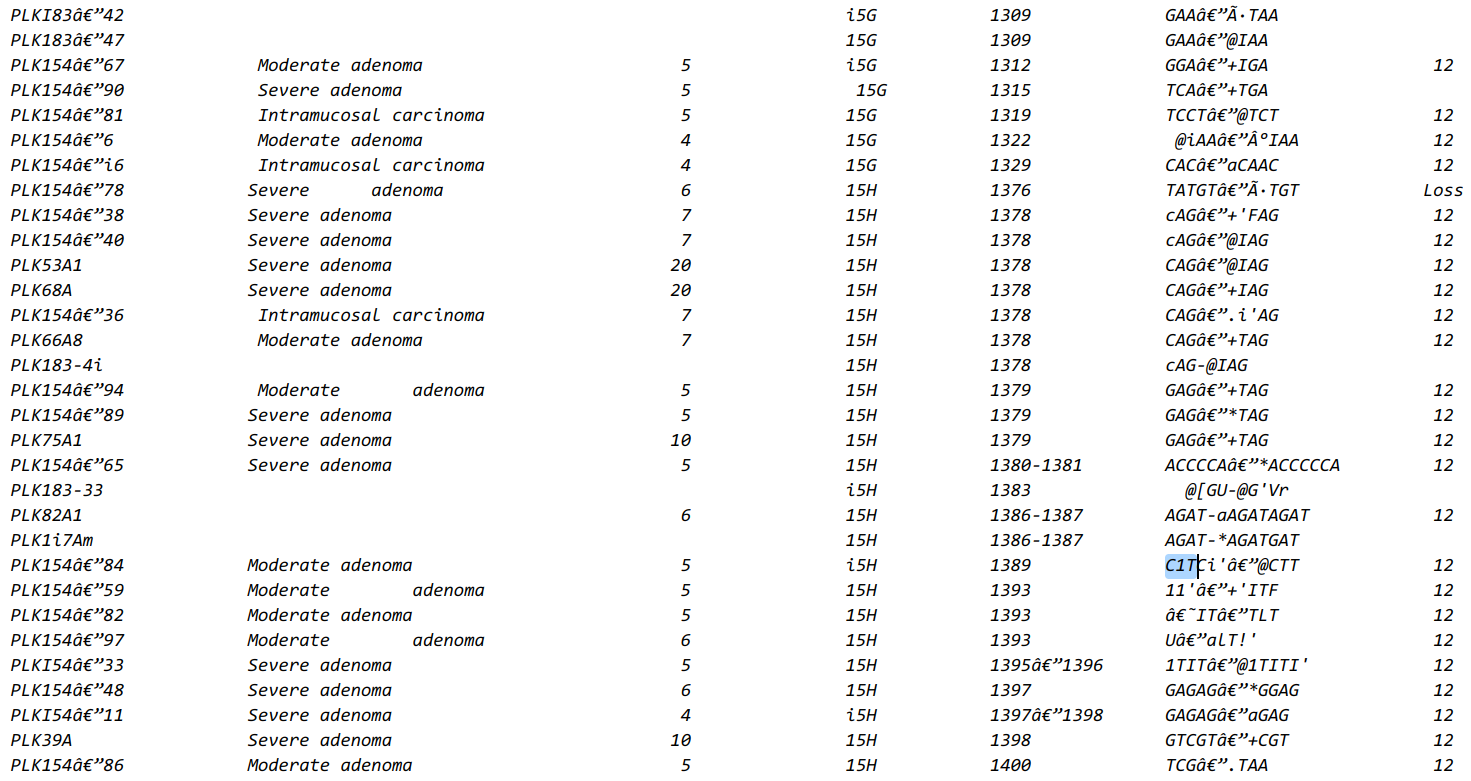 PLKI83â€”42 i5G 1309 GAAâ€”Ã·TAA
PLK183â€”47 15G 1309 GAAâ€”@IAA
PLK154â€”67 Moderate adenoma 5 i5G 1312 GGAâ€”+IGA 12
PLK154â€”90 Severe adenoma 5 15G 1315 TCAâ€”+TGA
PLK154â€”81 Intramucosal carcinoma 5 15G 1319 TCCTâ€”@TCT 12
PLK154â€”6 Moderate adenoma 4 15G 1322 @iAAâ€”ÂºIAA 12
PLK154â€”i6 Intramucosal carcinoma 4 15G 1329 CACâ€”aCAAC 12
PLK154â€”78 Severe adenoma 6 15H 1376 TATGTâ€”Ã·TGT Loss
PLK154â€”38 Severe adenoma 7 15H 1378 cAGâ€”+'FAG 12
PLK154â€”40 Severe adenoma 7 15H 1378 cAGâ€”@IAG 12
PLK53A1 Severe adenoma 20 15H 1378 CAGâ€”@IAG 12
PLK68A Severe adenoma 20 15H 1378 CAGâ€”+IAG 12
PLK154â€”36 Intramucosal carcinoma 7 15H 1378 CAGâ€”.i'AG 12
PLK66A8 Moderate adenoma 7 15H 1378 CAGâ€”+TAG 12
PLK183-4i 15H 1378 cAG-@IAG
PLK154â€”94 Moderate adenoma 5 15H 1379 GAGâ€”+TAG 12
PLK154â€”89 Severe adenoma 5 15H 1379 GAGâ€”*TAG 12
PLK75A1 Severe adenoma 10 15H 1379 GAGâ€”+TAG 12
PLK154â€”65 Severe adenoma 5 15H 1380-1381 ACCCCAâ€”*ACCCCCA 12
PLK183-33 i5H 1383 @[GU-@G'Vr
PLK82A1 6 15H 1386-1387 AGAT-aAGATAGAT 12
PLK1i7Am 15H 1386-1387 AGAT-*AGATGAT
PLK154â€”84 Moderate adenoma 5 i5H 1389 C1TCi'â€”@CTT 12
PLK154â€”59 Moderate adenoma 5 15H 1393 11'â€”+'ITF 12
PLK154â€”82 Moderate adenoma 5 15H 1393 â€˜ITâ€”TLT 12
PLK154â€”97 Moderate adenoma 6 15H 1393 Uâ€”alT!' 12
PLKI54â€”33 Severe adenoma 5 15H 1395â€”1396 1TITâ€”@1TITI' 12
PLK154â€”48 Severe adenoma 6 15H 1397 GAGAGâ€”*GGAG 12
PLKI54â€”11 Severe adenoma 4 i5H 1397â€”1398 GAGAGâ€”aGAG 12
PLK39A Severe adenoma 10 15H 1398 GTCGTâ€”+CGT 12
PLK154â€”86 Moderate adenoma 5 15H 1400 TCGâ€”.TAA 12